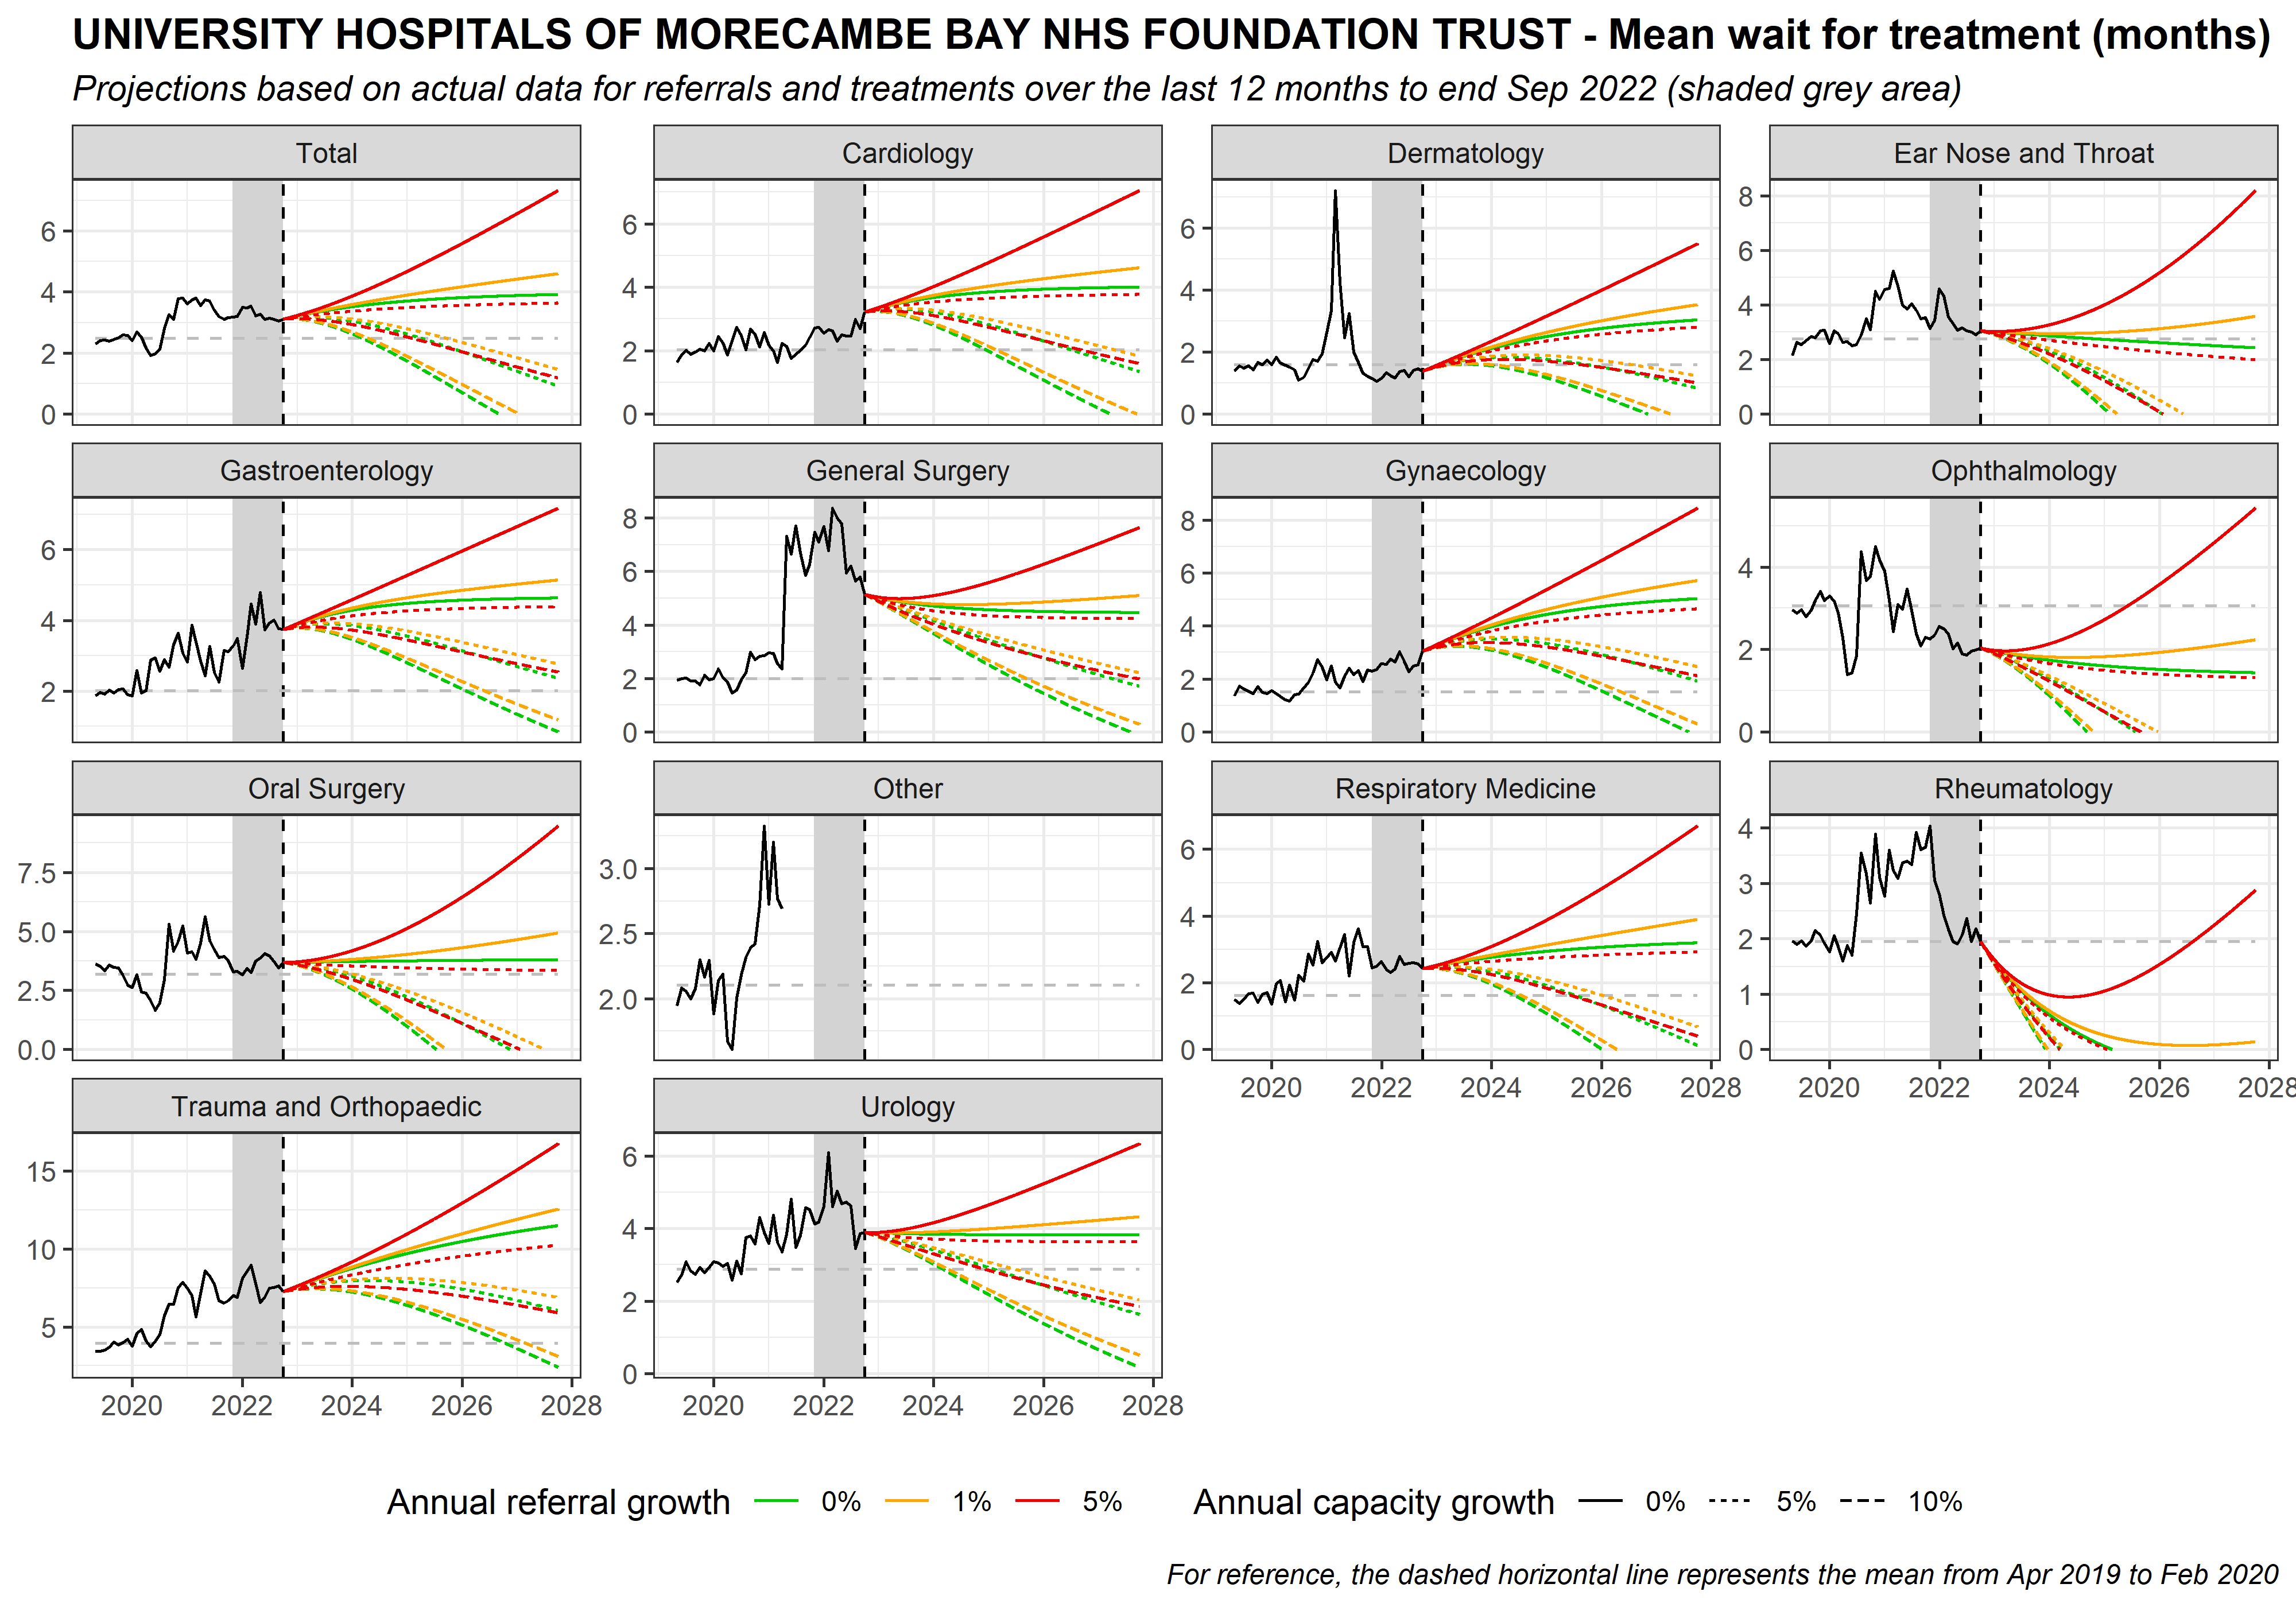 UNIVERSITY HOSPITALS OF MORECAMBE BAY NHS FOUNDATION TRUST - Mean wait for treatment (months)
Projections based on actual data for referrals and treatments over the last 12 months to end Sep 2022 (shaded grey area)
Total
Cardiology
Dermatology
Ear Nose and Throat
6
4
2
0
6
4
2
0
6
4
2
0
8
6
4
2
0
Gastroenterology
General Surgery
Gynaecology
Ophthalmology
6
4
2
8
6
4
2
0
8
6
4
2
0
4
2
0
Oral Surgery
Other
Respiratory Medicine
Rheumatology
7.5
5.0
2.5
0.0
3.0
2.5
2.0
6
4
2
0
4
3
2
1
0
2020 2022 2024 2026 2028
2020 2022 2024 2026 2028
Trauma and Orthopaedic
Urology
15
10
5
6
4
2
0
2020 2022 2024 2026 2028
2020 2022 2024 2026 2028
Annual referral growth 0% 1% 5% Annual capacity growth 0% 5% 10%
For reference, the dashed horizontal line represents the mean from Apr 2019 to Feb 2020